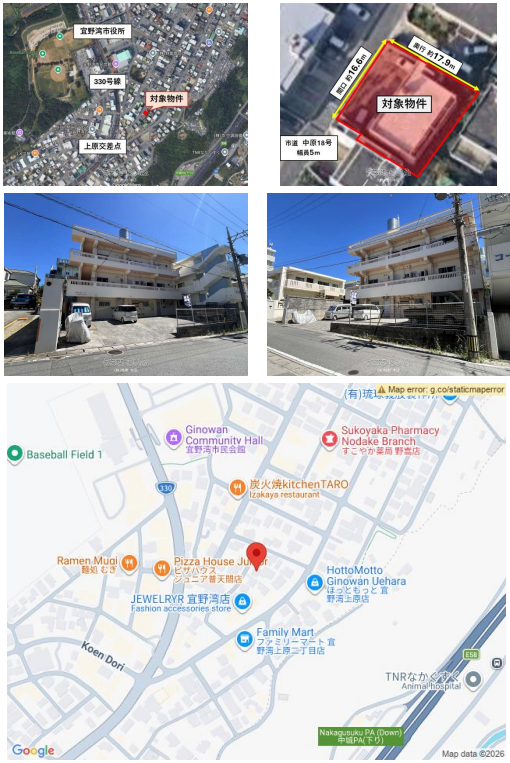 宜野湾市役所
330号線
対象物件
上原交差点
間口 約16.6m
奥行 約17.9m
対象物件
市道 中原18号
幅員5m
Map error: g.co/staticmaperror
Ginowan
Community Hall
宜野湾市民会館
Sukoyaka Pharmacy
Nodake Branch
すこやか薬局 野嵩店
Baseball Field 1
330
炭火焼kitchenTARO
Izakaya restaurant
Ramen Mugi
麺処 むぎ
Pizza House Junior
ピザハウス
ジュニア普天間店
HottoMotto
Ginowan Uehara
ほっともっと 宜
野湾上原店
JEWELRYR 宜野湾店
Fashion accessories store
Family Mart
ファミリーマート 宜
野湾上原二丁目店
Koen Dori
E58
TNRなかぐすく
Animal hospital
Nakagusuku PA (Down)
中城PA(下り)
Google
Map data ©2026